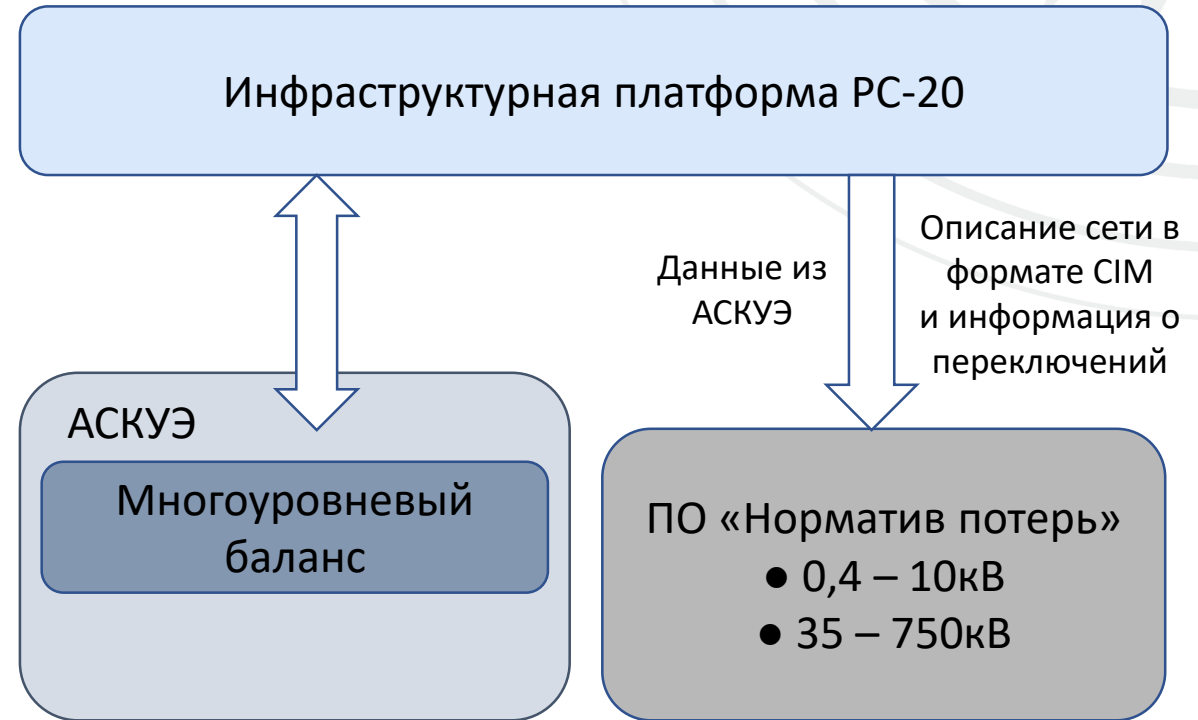 Инфраструктурная платформа РС-20
Данные из
АСКУЭ
Описание сети в
формате CIM
и информация о
переключений
АСКУЭ
Многоуровневый
баланс
ПО «Норматив потерь»
● 0,4 – 10кВ
● 35 – 750кВ